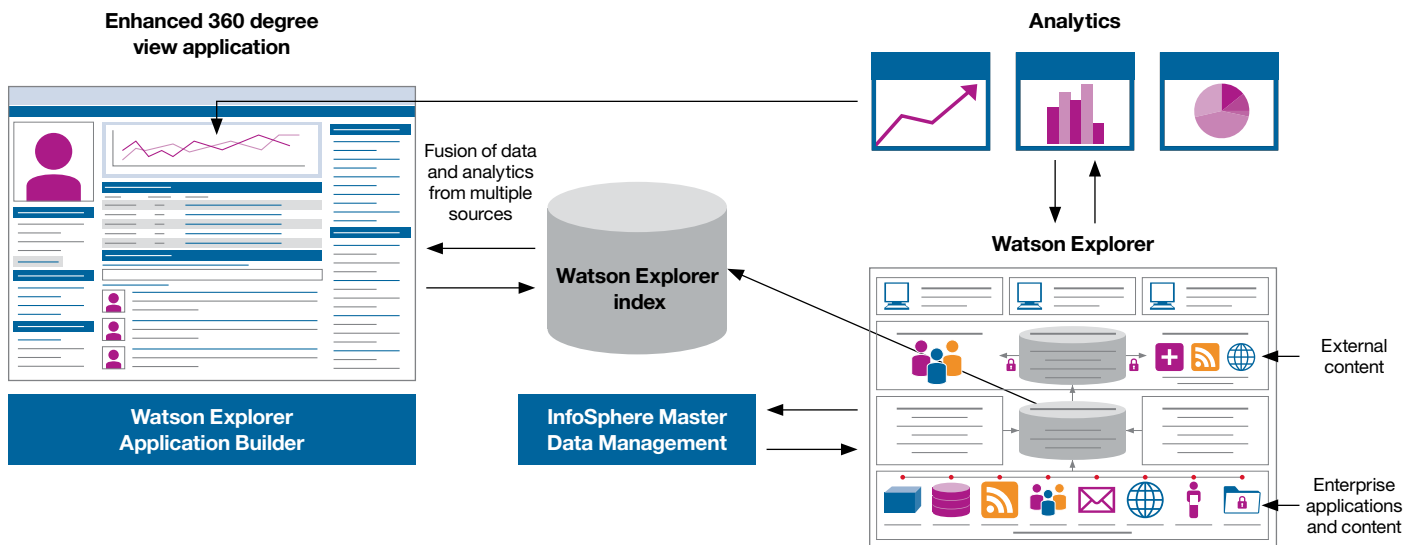 Enhanced 360 degree
view application
Analytics
Fusion of data
and analytics
from multiple
sources
Watson Explorer
index
Watson Explorer
External
content
Watson Explorer
Application Builder
InfoSphere Master
Data Management
Enterprise
applications
and content